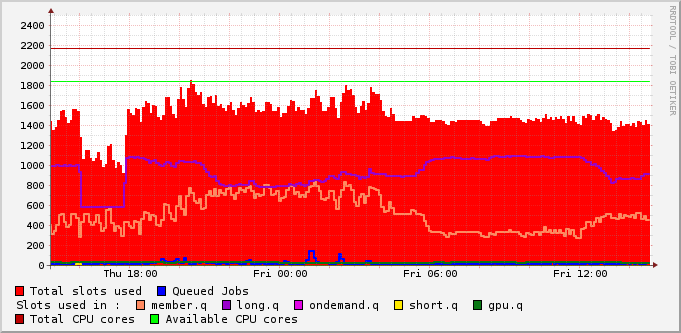 RRDTOOL / TOBI OETIKER
2400
2200
2000
1800
1600
1400
1200
1000
800
600
400
200
0
Thu 18:00 Fri 00:00 Fri 06:00 Fri 12:00
Total slots used Queued Jobs
Slots used in : member.q long.q ondemand.q short.q gpu.q
Total CPU cores Available CPU cores